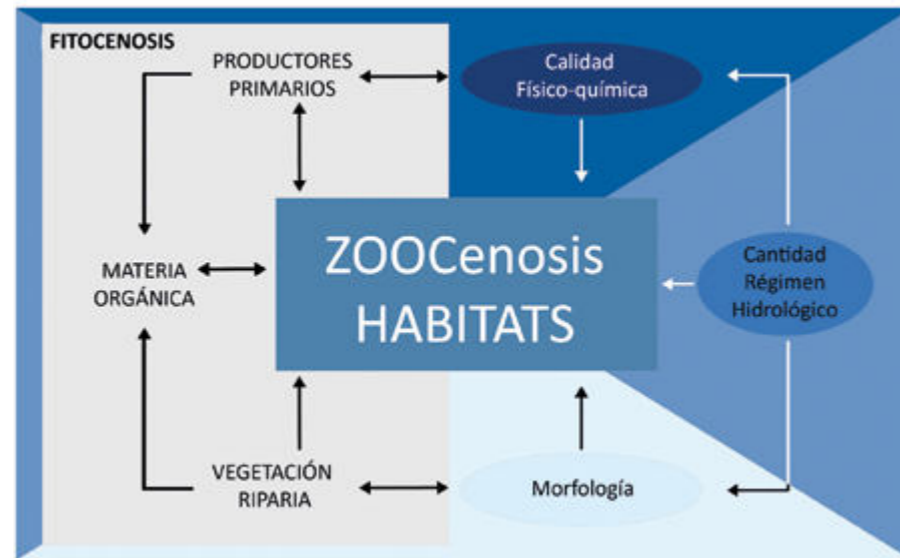 FITOCENOSIS
PRODUCTORES
PRIMARIOS
Calidad
Físico-química
MATERIA
ORGÁNICA
ZOOCenosis
HABITATS
Cantidad
Régimen
Hidrológico
VEGETACIÓN
RIPARIA
Morfología